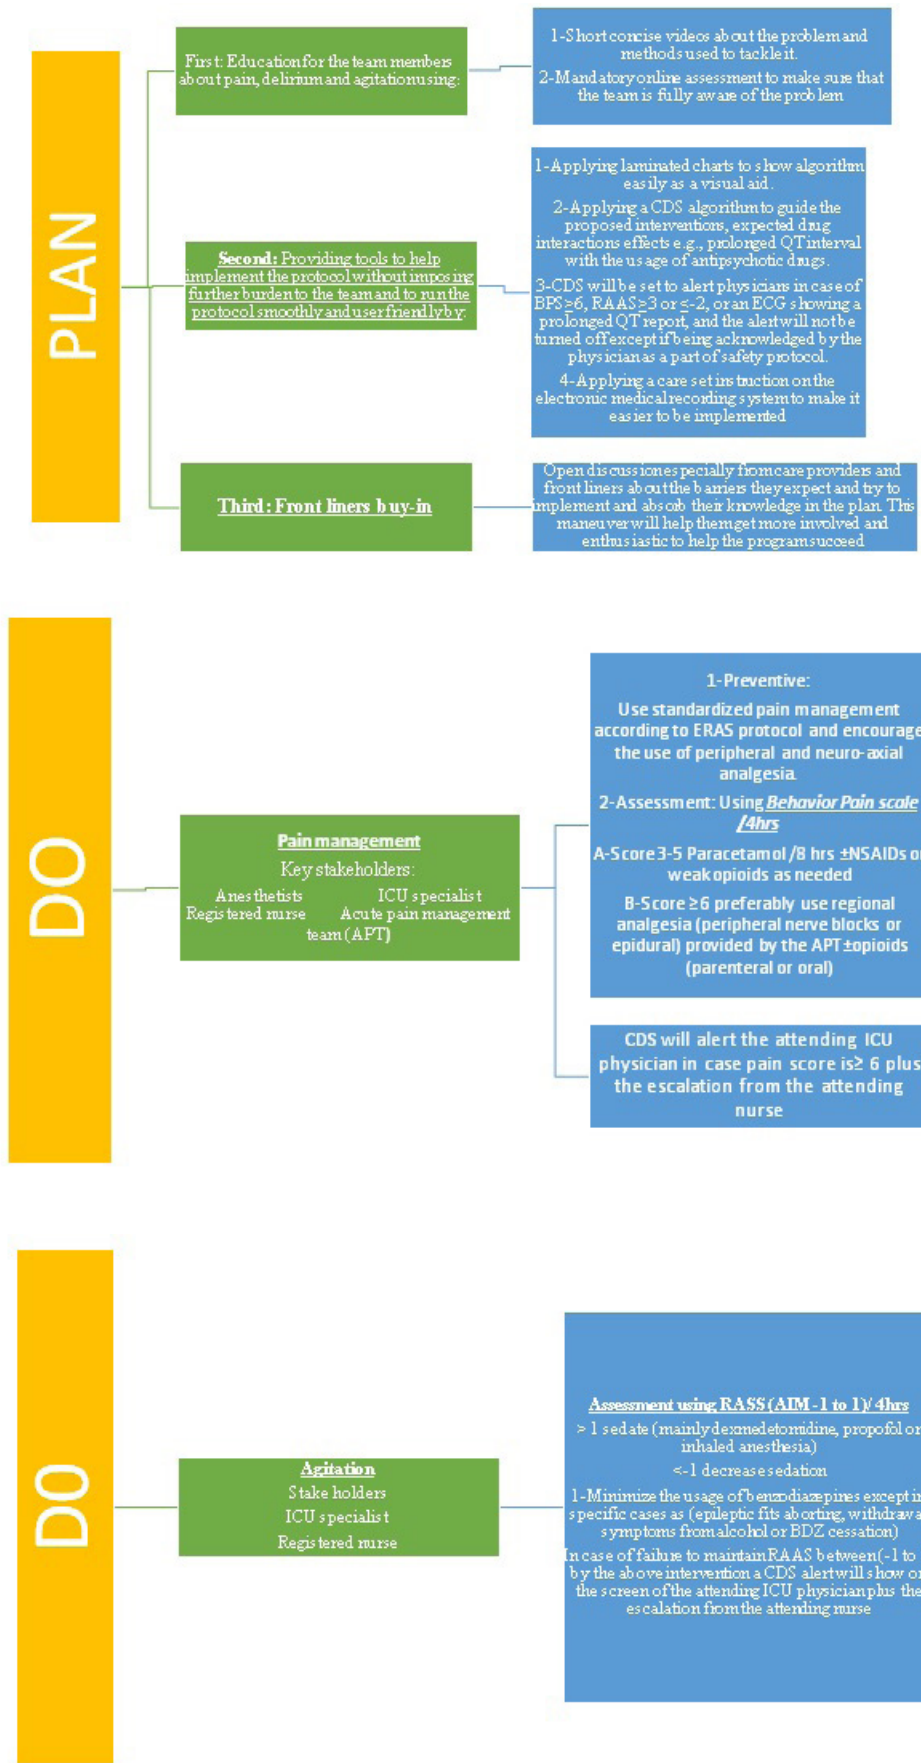 PLAN
First: Education for the team members
about pain, delirium and agitation using:
1-Short concise videos about the problem and
methods used to tackle it.
2-Mandatory online assessment to make sure that
the team is fully aware of the problem
Second: Providing tools to help
implement the protocol without imposing
further burden to the team and to run the
protocol smoothly and user friendly by:
1-Applying laminated charts to show algorithm
easily as a visual aid.
2-Applying a CDS algorithm to guide the
proposed interventions, expected drug
interactions effects e.g., prolonged QT interval
with the usage of antipsychotic drugs.
3-CDS will be set to alert physicians in case of
BPS≥6, RAAS≥3 or ≤-2, or an ECG showing a
prolonged QT report, and the alert will not be
turned off except if being acknowledged by the
physician as a part of safety protocol.
4-Applying a care set instruction on the
electronic medical recording system to make it
easier to be implemented
Third: Front liners buy-in
Open discussion especially from care providers and
front liners about the barriers they expect and try to
implement and absorb their knowledge in the plan. This
maneuver will help them get more involved and
enthusiastic to help the program succeed
DO
Pain management
Key stakeholders:
Anesthetists ICU specialist
Registered nurse Acute pain management
team (APT)
1-Preventive:
Use standardized pain management
according to ERAS protocol and encourage
the use of peripheral and neuro-axial
analgesia.
2-Assessment: Using Behavior Pain scale
/4hrs
A-Score 3-5 Paracetamol /8 hrs ±NSAIDs or
weak opioids as needed
B-Score ≥6 preferably use regional
analgesia (peripheral nerve blocks or
epidural) provided by the APT ±opioids
(parenteral or oral)
CDS will alert the attending ICU
physician in case pain score is≥ 6 plus
the escalation from the attending
nurse
DO
Agitation
Stake holders
ICU specialist
Registered nurse
Assessment using RASS (AIM -1 to 1)/ 4hrs
> 1 sedate (mainly dexmedetomidine, propofol or
inhaled anesthesia)
<-1 decrease sedation
1-Minimize the usage of benzodiazepines except in
specific cases as (epileptic fits aborting, withdrawa
symptoms from alcohol or BDZ cessation)
In case of failure to maintain RAAS between (-1 to
by the above intervention a CDS alert will show on
the screen of the attending ICU physician plus the
escalation from the attending nurse